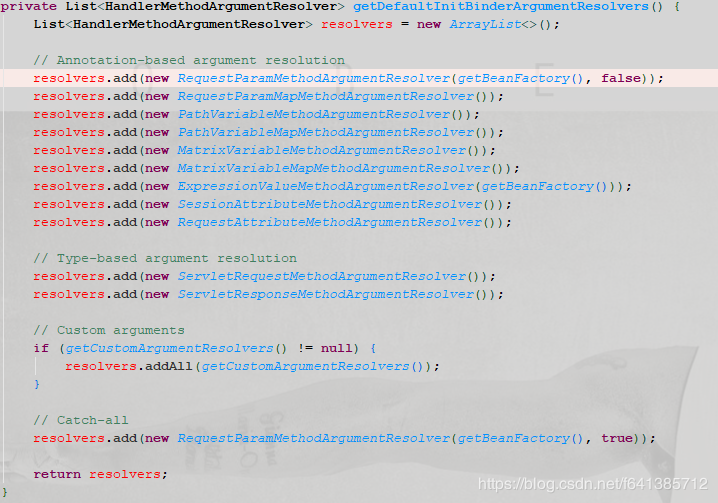 private List<HandlerMethodArgumentResolver> getDefaultInitBinderArgumentResolvers() {
    List<HandlerMethodArgumentResolver> resolvers = new ArrayList<>();

    // Annotation-based argument resolution
    resolvers.add(new RequestParamMethodArgumentResolver(getBeanFactory(), false));
    resolvers.add(new RequestParamMapMethodArgumentResolver());
    resolvers.add(new PathVariableMethodArgumentResolver());
    resolvers.add(new PathVariableMapMethodArgumentResolver());
    resolvers.add(new MatrixVariableMethodArgumentResolver());
    resolvers.add(new MatrixVariableMapMethodArgumentResolver());
    resolvers.add(new ExpressionValueMethodArgumentResolver(getBeanFactory()));
    resolvers.add(new SessionAttributeMethodArgumentResolver());
    resolvers.add(new RequestAttributeMethodArgumentResolver());

    // Type-based argument resolution
    resolvers.add(new ServletRequestMethodArgumentResolver());
    resolvers.add(new ServletResponseMethodArgumentResolver());

    // Custom arguments
    if (getCustomArgumentResolvers() != null) {
        resolvers.addAll(getCustomArgumentResolvers());
    }

    // Catch-all
    resolvers.add(new RequestParamMethodArgumentResolver(getBeanFactory(), true));

    return resolvers;
}
https://blog.csdn.net/f641385712